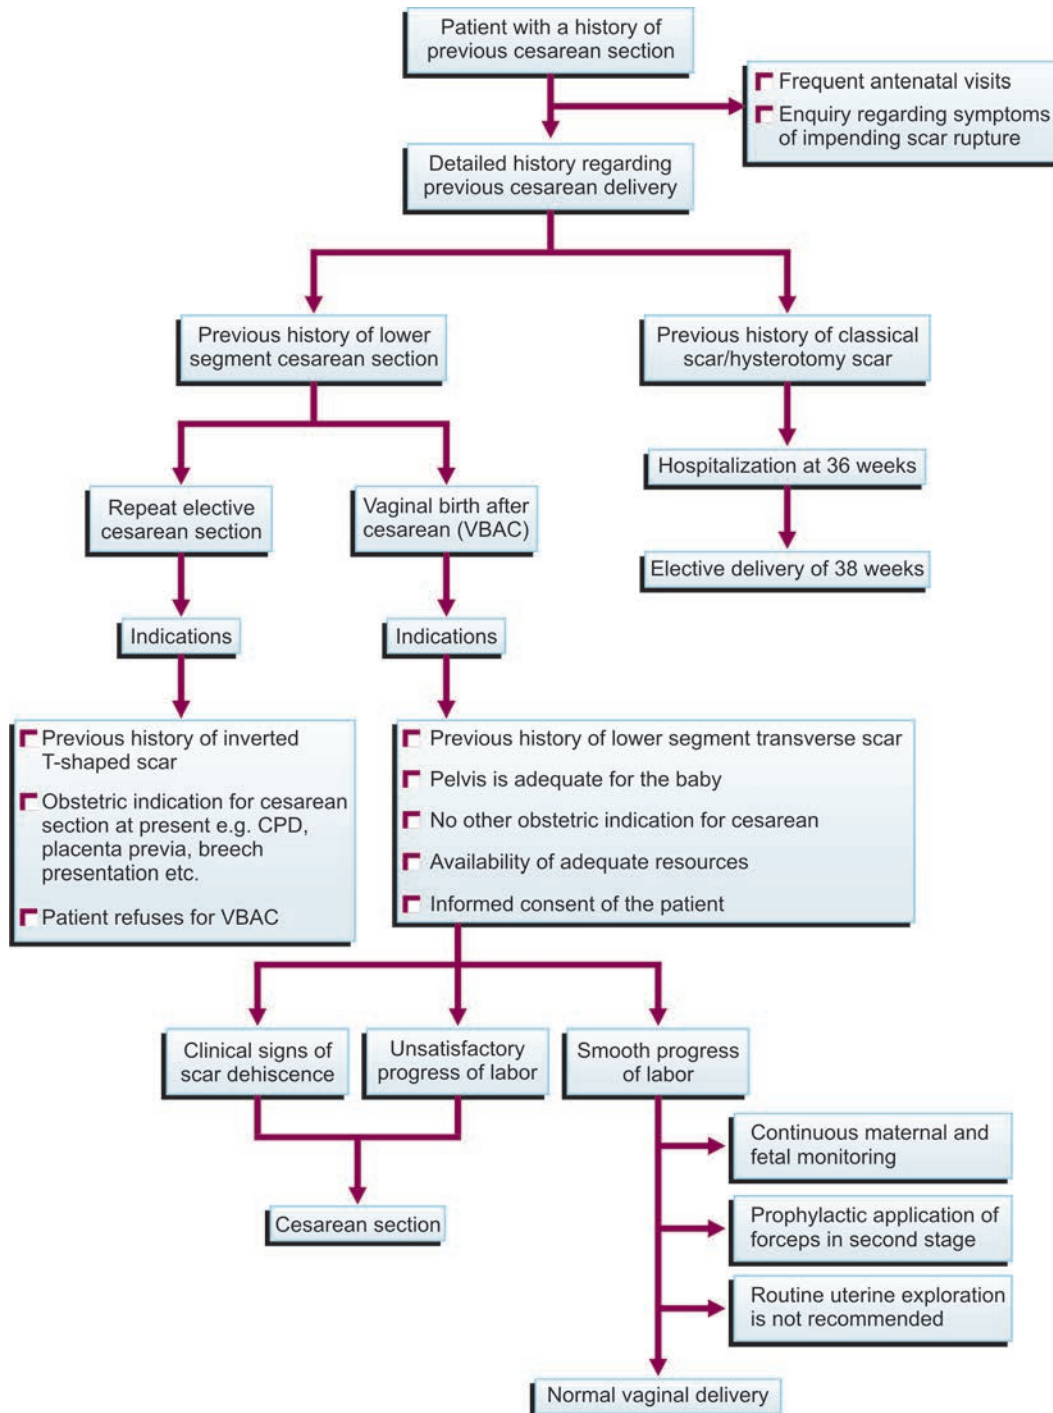 Patient with a history of
previous cesarean section
Frequent antenatal visits
Enquiry regarding symptoms
of impending scar rupture
Detailed history regarding
previous cesarean delivery
Previous history of lower
segment cesarean section
Previous history of classical
scar/hysterotomy scar
Hospitalization at 36 weeks
Elective delivery of 38 weeks
Repeat elective
cesarean section
Vaginal birth after
cesarean (VBAC)
Indications
Indications
Previous history of inverted
T-shaped scar
Obstetric indication for cesarean
section at present e.g. CPD,
placenta previa, breech
presentation etc.
Patient refuses for VBAC
Previous history of lower segment transverse scar
Pelvis is adequate for the baby
No other obstetric indication for cesarean
Availability of adequate resources
Informed consent of the patient
Clinical signs of
scar dehiscence
Unsatisfactory
progress of labor
Smooth progress
of labor
Cesarean section
Continuous maternal and
fetal monitoring
Prophylactic application of
forceps in second stage
Routine uterine exploration
is not recommended
Normal vaginal delivery